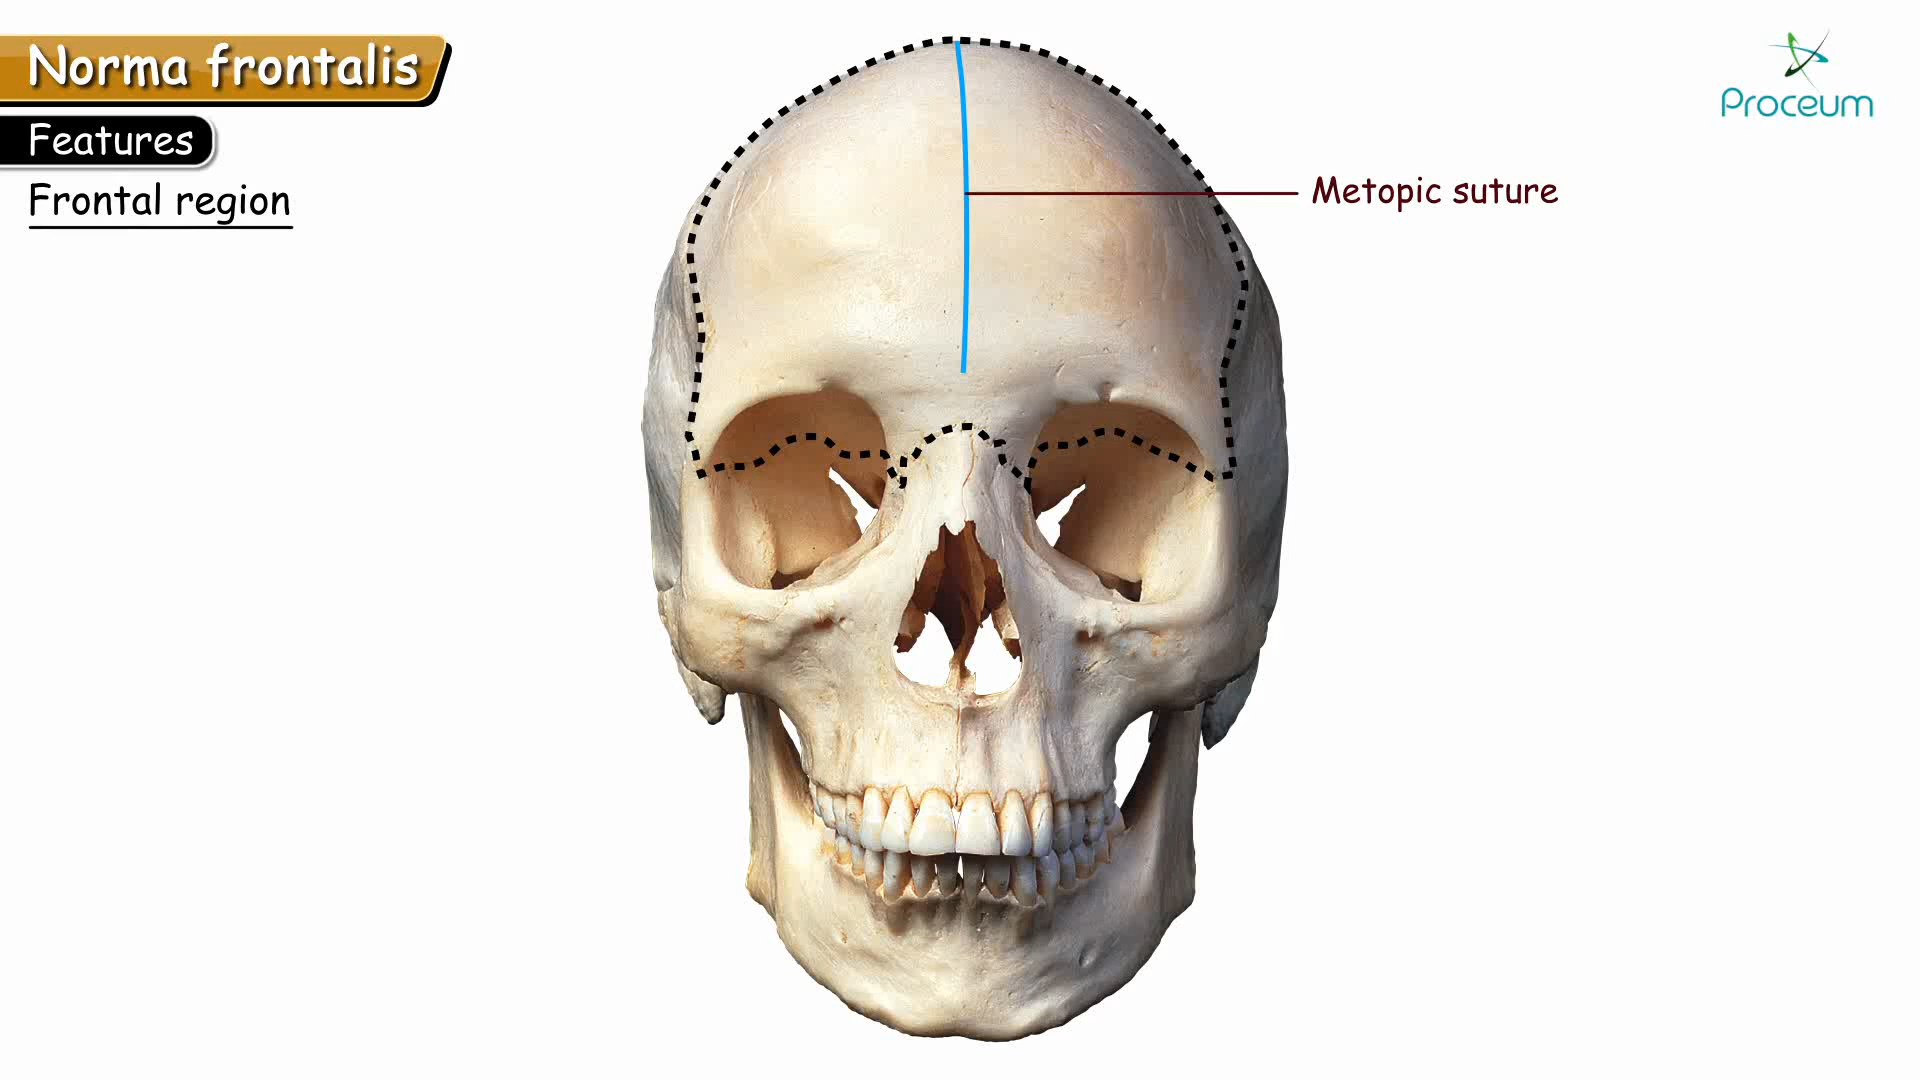 Norma frontalis
Features
Frontal region
Proceum
Metopic suture